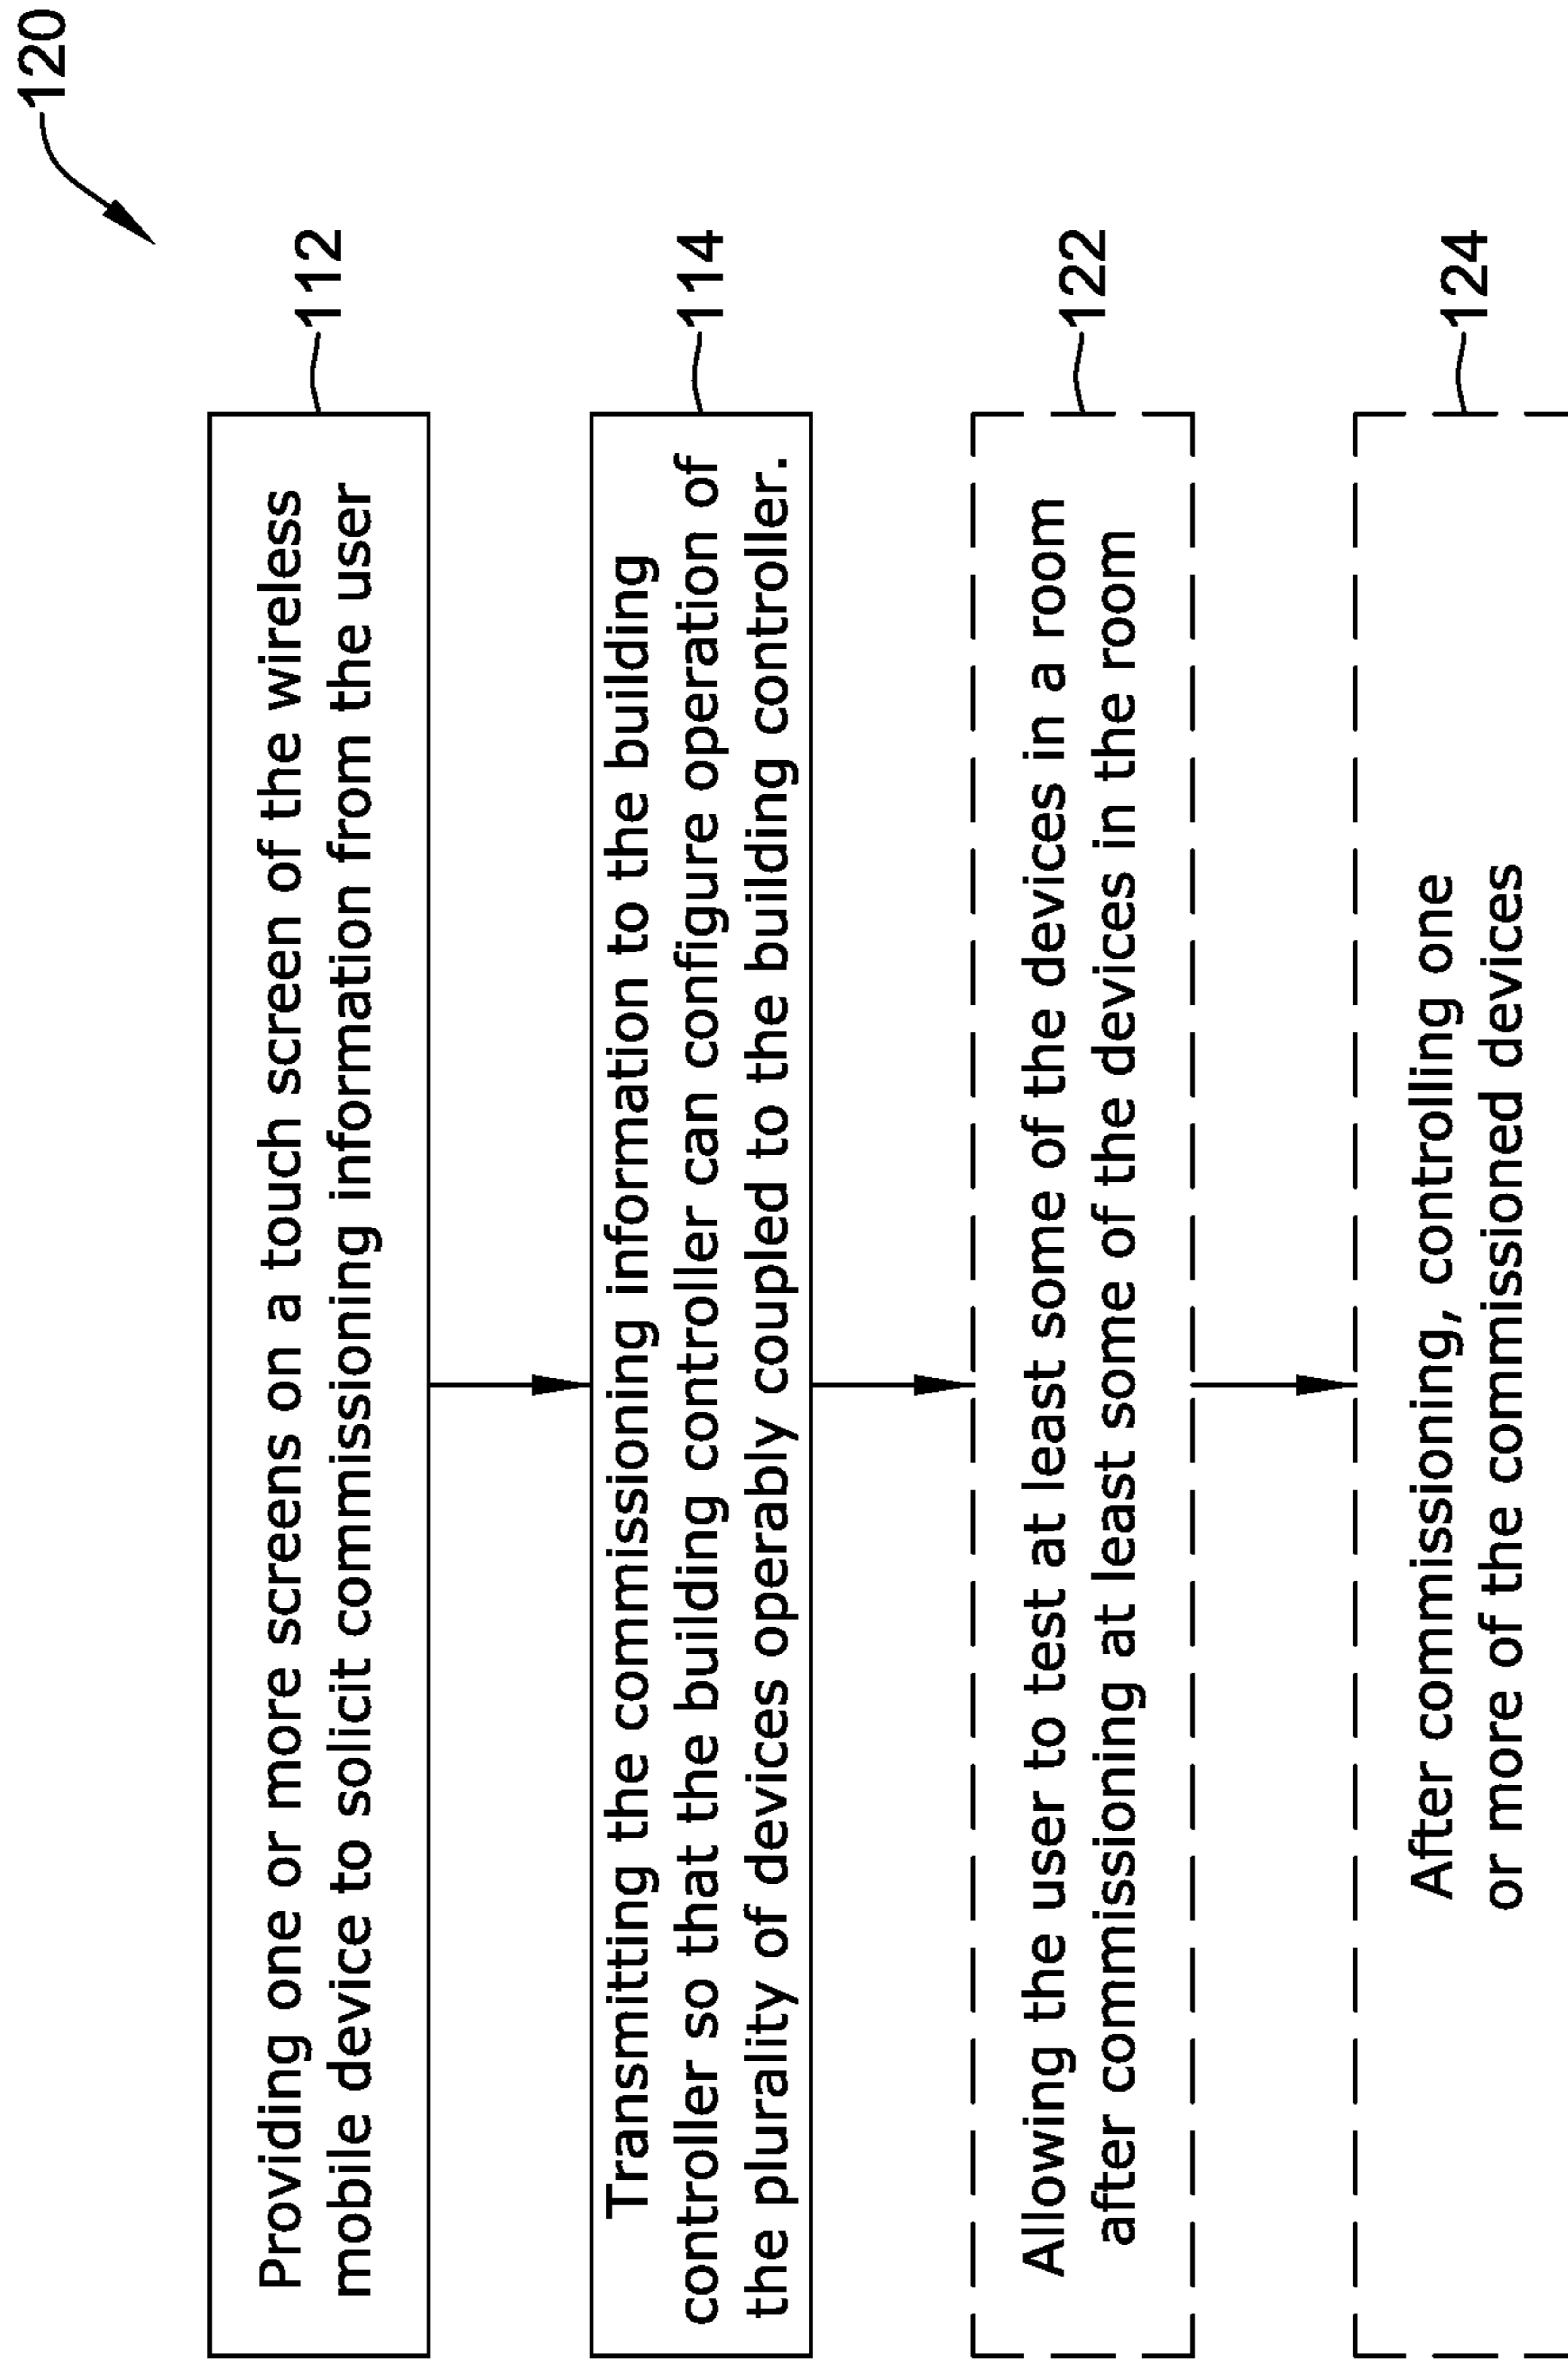 120
Providing one or more screens on a touch screen of the wireless
mobile device to solicit commissioning information from the user
112
Transmitting the commissioning information to the building
controller so that the building controller can configure operation of
the plurality of devices operably coupled to the building controller.
114
Allowing the user to test at least some of the devices in a room
after commissioning at least some of the devices in the room
122
After commissioning, controlling one
or more of the commissioned devices
124